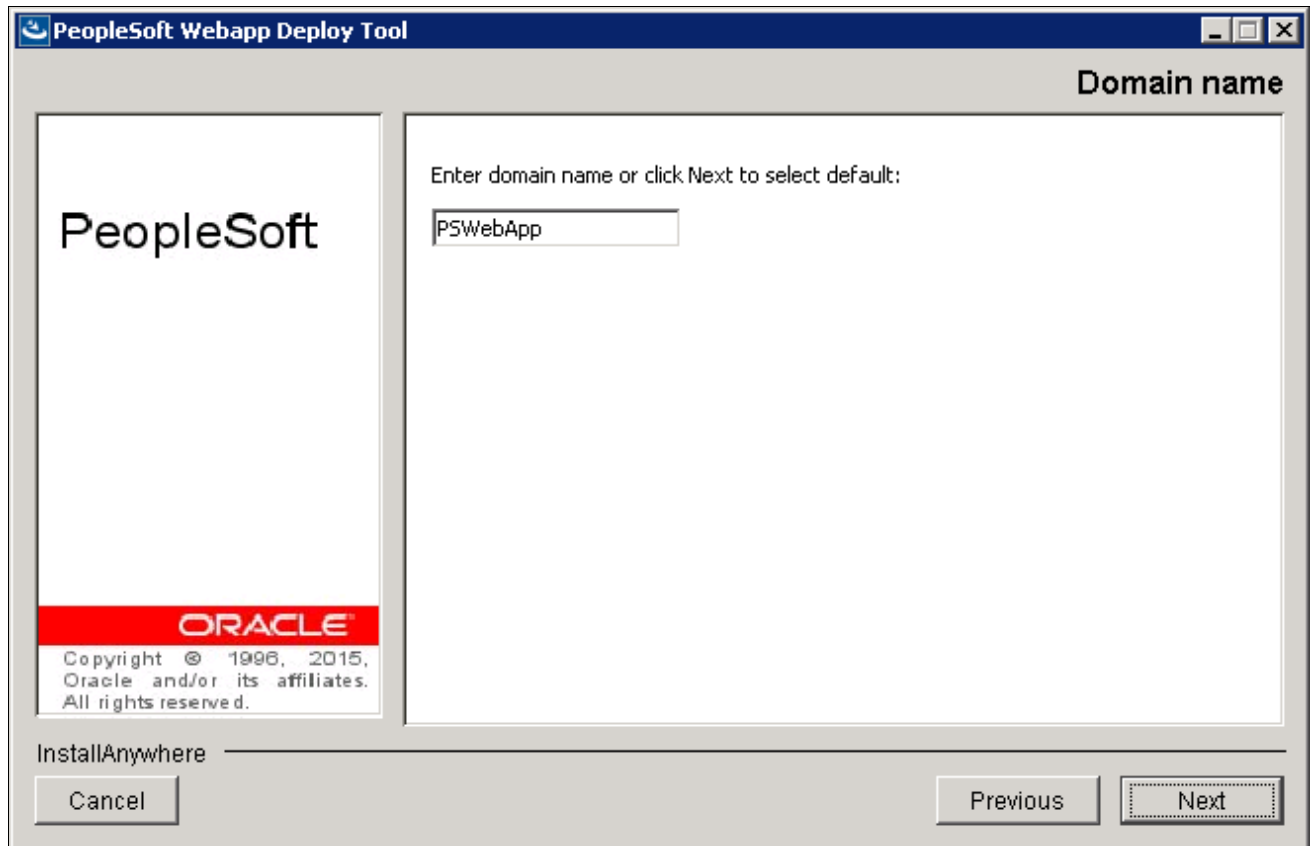 PeopleSoft Webapp Deploy Tool
Domain name
PeopleSoft
Enter domain name or click Next to select default:
PSWebApp
ORACLE
Copyright © 1996, 2015,
Oracle and/or its affiliates.
All rights reserved.
InstallAnywhere
Cancel
Previous
Next